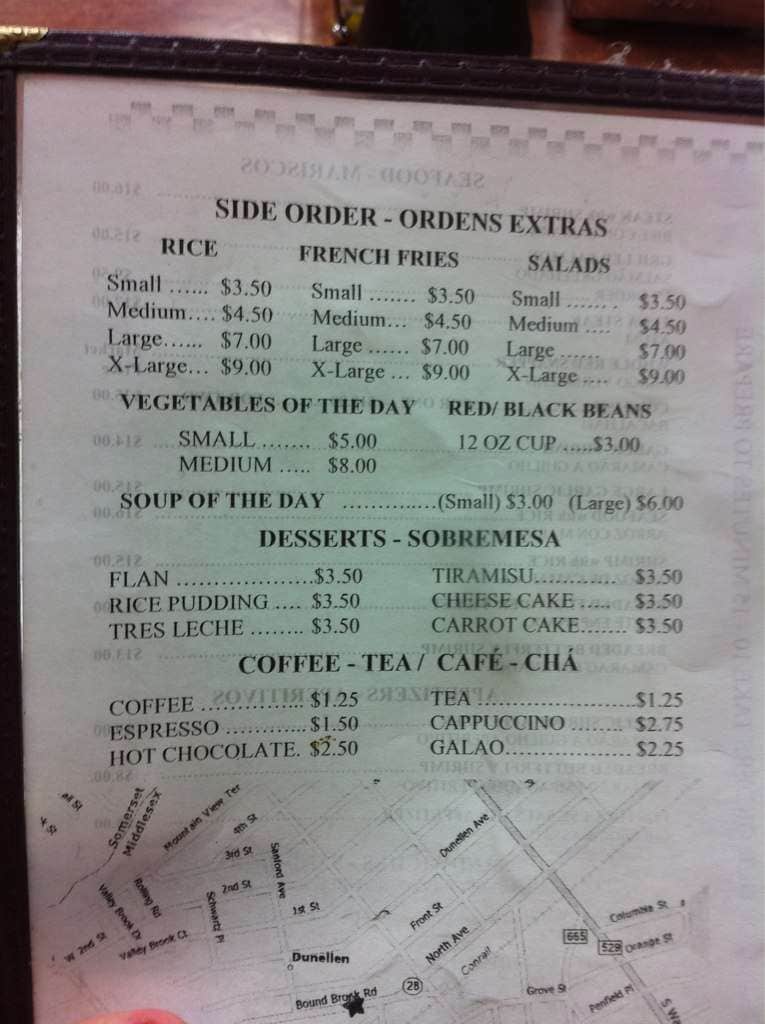 SIDE ORDER - ORDENS EXTRAS
RICE FRENCH FRIES SALADS
Small ...... $3.50 Small ....... $3.50 Small ....... . $3.50
Medium.... $4.50 Medium... $4.50 Medium .... $4.50
Large...... $7.00 Large ...... $7.00 Large ....... $7.00
X-Large... $9.00 X-Large ... $9.00 X-Large .... $9.00
VEGETABLES OF THE DAY RED/ BLACK BEANS
SMALL ....... $5.00 12 OZ CUP .....$3.00
MEDIUM ..... $8.00
SOUP OF THE DAY ...............(Small) $3.00 (Large) $6.00
DESSERTS - SOBREMESA
FLAN ...................$3.50 TIRAMISU............ $3.50
RICE PUDDING .... $3.50 CHEESE CAKE ..... $3.50
TRES LECHE ........ $3.50 CARROT CAKE....... $3.50
COFFEE - TEA / CAFÉ - CHÁ
COFFEE ............... $1.25 TEA .......................$1.25
ESPRESSO ............$1.50 CAPPUCCINO ........ $2.75
HOT CHOCOLATE. $2.50 GALAO.................. $2.25
Somerset
Middlesex
Mountain View Ter
4th St
3rd St
2nd St
1st St
Sanford Ave
Schwartz Pl
Rolling Rd
Valley Brook Dr
Valley Brook Ct
W 2nd St
Dunellen
Bound Brook Rd
28
Dunellen Ave
Front St
North Ave
Conrail
665
529
Columbia St
Orange St
Grove St
Penfield Pl
S Wa